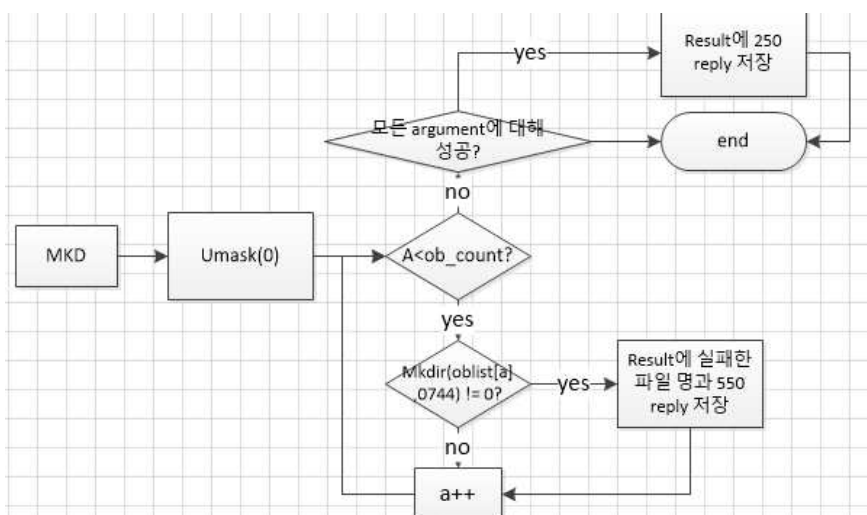 Result에 250
reply 저장
yes
모든 argument에 대해
성공?
end
no
MKD
Umask(0)
A<ob_count?
yes
Mkdir(oblist[a]
,0744) != 0?
yes
Result에 실패한
파일 명과 550
reply 저장
no
a++